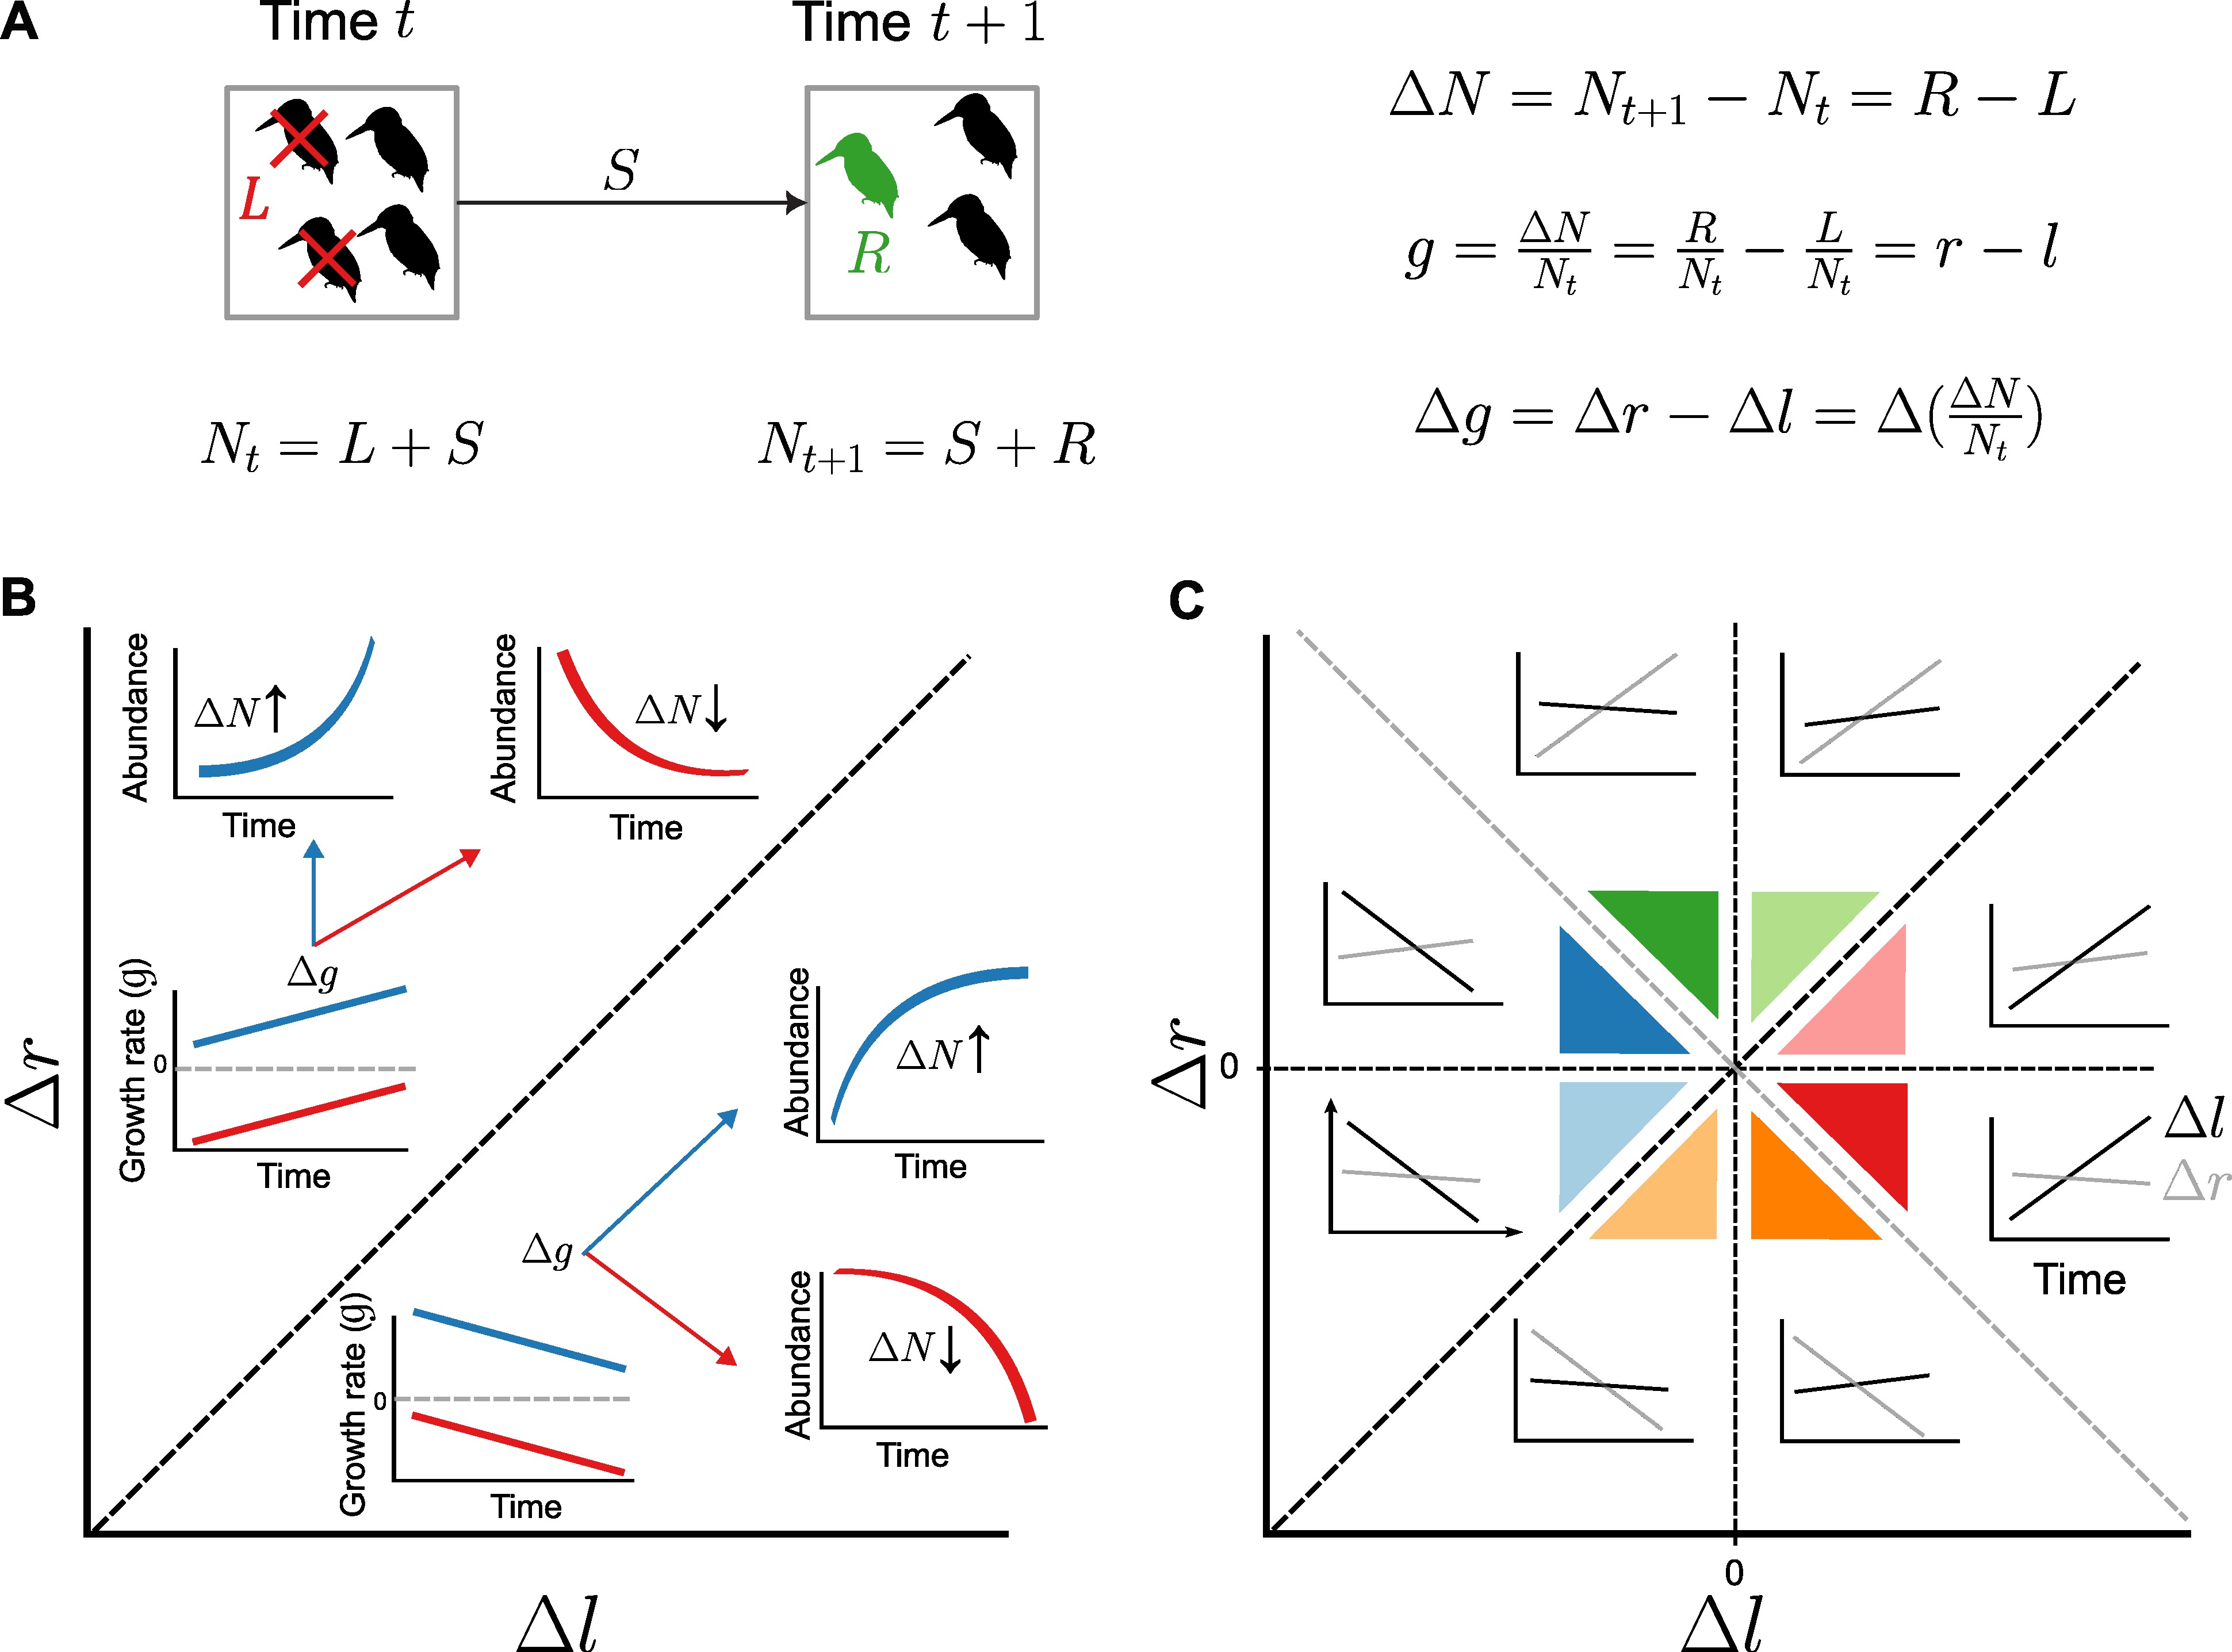 A
Time t
Time t + 1
L
S
R
N_t = L + S
N_{t+1} = S + R
ΔN = N_{t+1} − N_t = R − L
g = ΔN/N_t = R/N_t − L/N_t = r − l
Δg = Δr − Δl = Δ(ΔN/N_t)
B
Δr
Abundance
ΔN↑
Time
Abundance
ΔN↓
Time
Δg
Growth rate (g)
0
Time
Abundance
ΔN↑
Time
Δg
Growth rate (g)
0
Time
Abundance
ΔN↓
Time
Δl
C
Δr
0
Δl
Δr
Time
0
Δl